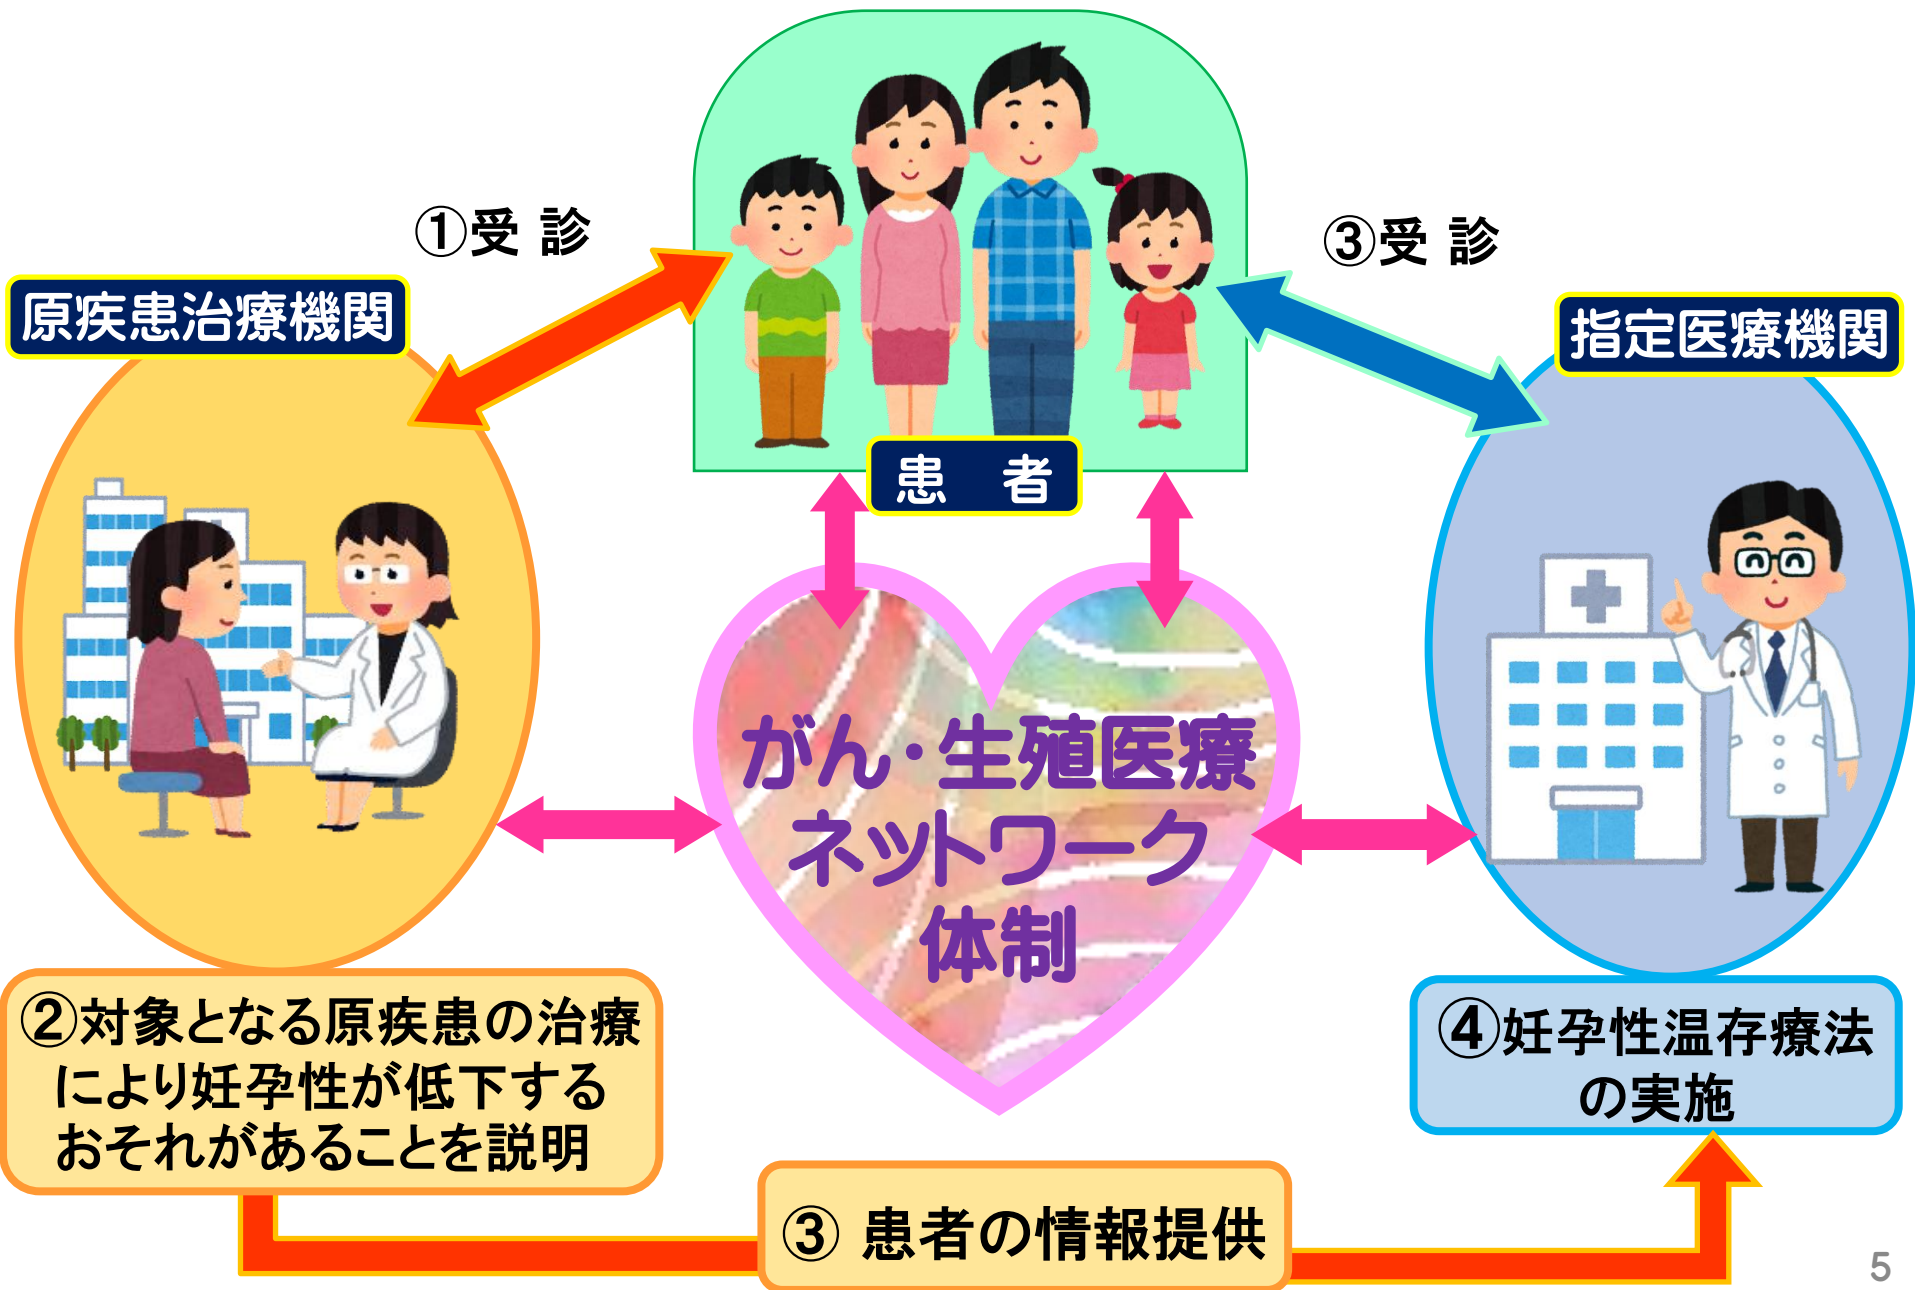 ①受 診
③受 診
原疾患治療機関
指定医療機関
患 者
がん・生殖医療
ネットワーク
体制
②対象となる原疾患の治療
により妊孕性が低下する
おそれがあることを説明
④妊孕性温存療法
の実施
③ 患者の情報提供
5